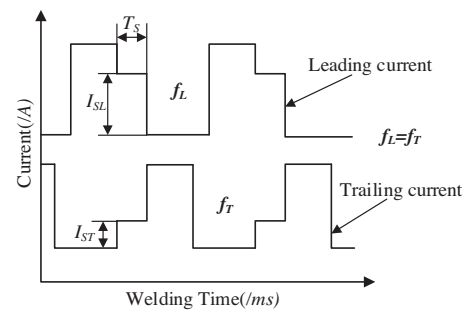 T_S
Leading current
I_SL
f_L
f_L=f_T
Current(/A)
Trailing current
f_T
I_ST
Welding Time(/ms)